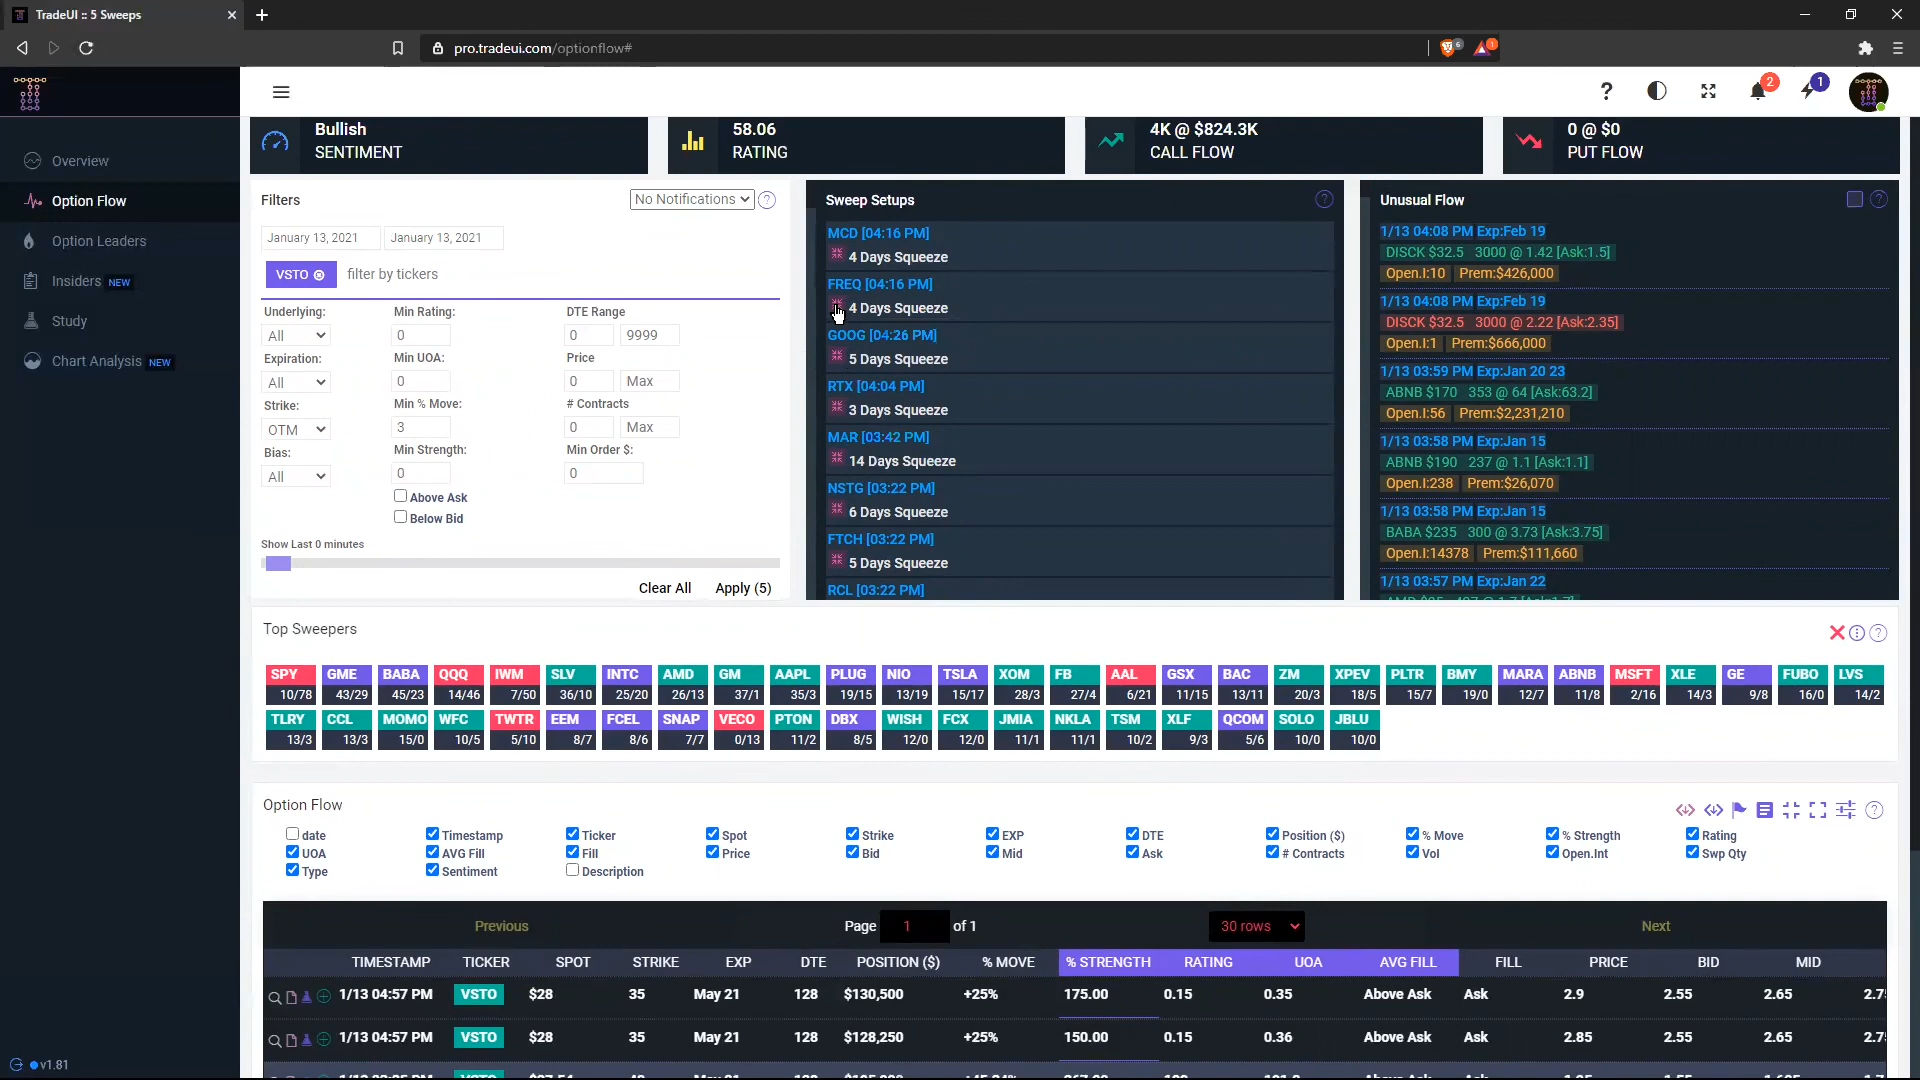 TradeUI :: 5 Sweeps
pro.tradeui.com/optionflow#
6
1
2
1
Overview
Option Flow
Option Leaders
Insiders NEW
Study
Chart Analysis NEW
v1.81
Bullish
SENTIMENT
58.06
RATING
4K @ $824.3K
CALL FLOW
0 @ $0
PUT FLOW
Filters
No Notifications
January 13, 2021 January 13, 2021
VSTO filter by tickers
Underlying: Min Rating: DTE Range
All 0 0 9999
Expiration: Min UOA: Price
All 0 0 Max
Strike: Min % Move: # Contracts
OTM 3 0 Max
Bias: Min Strength: Min Order $:
All 0 0
Above Ask
Below Bid
Show Last 0 minutes
Clear All Apply (5)
Sweep Setups
MCD [04:16 PM]
4 Days Squeeze
FREQ [04:16 PM]
4 Days Squeeze
GOOG [04:26 PM]
5 Days Squeeze
RTX [04:04 PM]
3 Days Squeeze
MAR [03:42 PM]
14 Days Squeeze
NSTG [03:22 PM]
6 Days Squeeze
FTCH [03:22 PM]
5 Days Squeeze
RCL [03:22 PM]
Unusual Flow
1/13 04:08 PM Exp:Feb 19
DISCK $32.5 3000 @ 1.42 [Ask:1.5]
Open.I:10 Prem:$426,000
1/13 04:08 PM Exp:Feb 19
DISCK $32.5 3000 @ 2.22 [Ask:2.35]
Open.I:1 Prem:$666,000
1/13 03:59 PM Exp:Jan 20 23
ABNB $170 353 @ 64 [Ask:63.2]
Open.I:56 Prem:$2,231,210
1/13 03:58 PM Exp:Jan 15
ABNB $190 237 @ 1.1 [Ask:1.1]
Open.I:238 Prem:$26,070
1/13 03:58 PM Exp:Jan 15
BABA $235 300 @ 3.73 [Ask:3.75]
Open.I:14378 Prem:$111,660
1/13 03:57 PM Exp:Jan 22
Top Sweepers
SPY GME BABA QQQ IWM SLV INTC AMD GM AAPL PLUG NIO TSLA XOM FB AAL GSX BAC ZM XPEV PLTR BMY MARA ABNB MSFT XLE GE FUBO LVS
10/78 43/29 45/23 14/46 7/50 36/10 25/20 26/13 37/1 35/3 19/15 13/19 15/17 28/3 27/4 6/21 11/15 13/11 20/3 18/5 15/7 19/0 12/7 11/8 2/16 14/3 9/8 16/0 14/2
TLRY CCL MOMO WFC TWTR EEM FCEL SNAP VECO PTON DBX WISH FCX JMIA NKLA TSM XLF QCOM SOLO JBLU
13/3 13/3 15/0 10/5 5/10 8/7 8/6 7/7 0/13 11/2 8/5 12/0 12/0 11/1 11/1 10/2 9/3 5/6 10/0 10/0
Option Flow
date Timestamp Ticker Spot Strike EXP DTE Position ($) % Move % Strength Rating
UOA AVG Fill Fill Price Bid Mid Ask # Contracts Vol Open.Int Swp Qty
Type Sentiment Description
Previous Page 1 of 1 30 rows Next
TIMESTAMP TICKER SPOT STRIKE EXP DTE POSITION ($) % MOVE % STRENGTH RATING UOA AVG FILL FILL PRICE BID MID
1/13 04:57 PM VSTO $28 35 May 21 128 $130,500 +25% 175.00 0.15 0.35 Above Ask Ask 2.9 2.55 2.65
1/13 04:57 PM VSTO $28 35 May 21 128 $128,250 +25% 150.00 0.15 0.36 Above Ask Ask 2.85 2.55 2.65